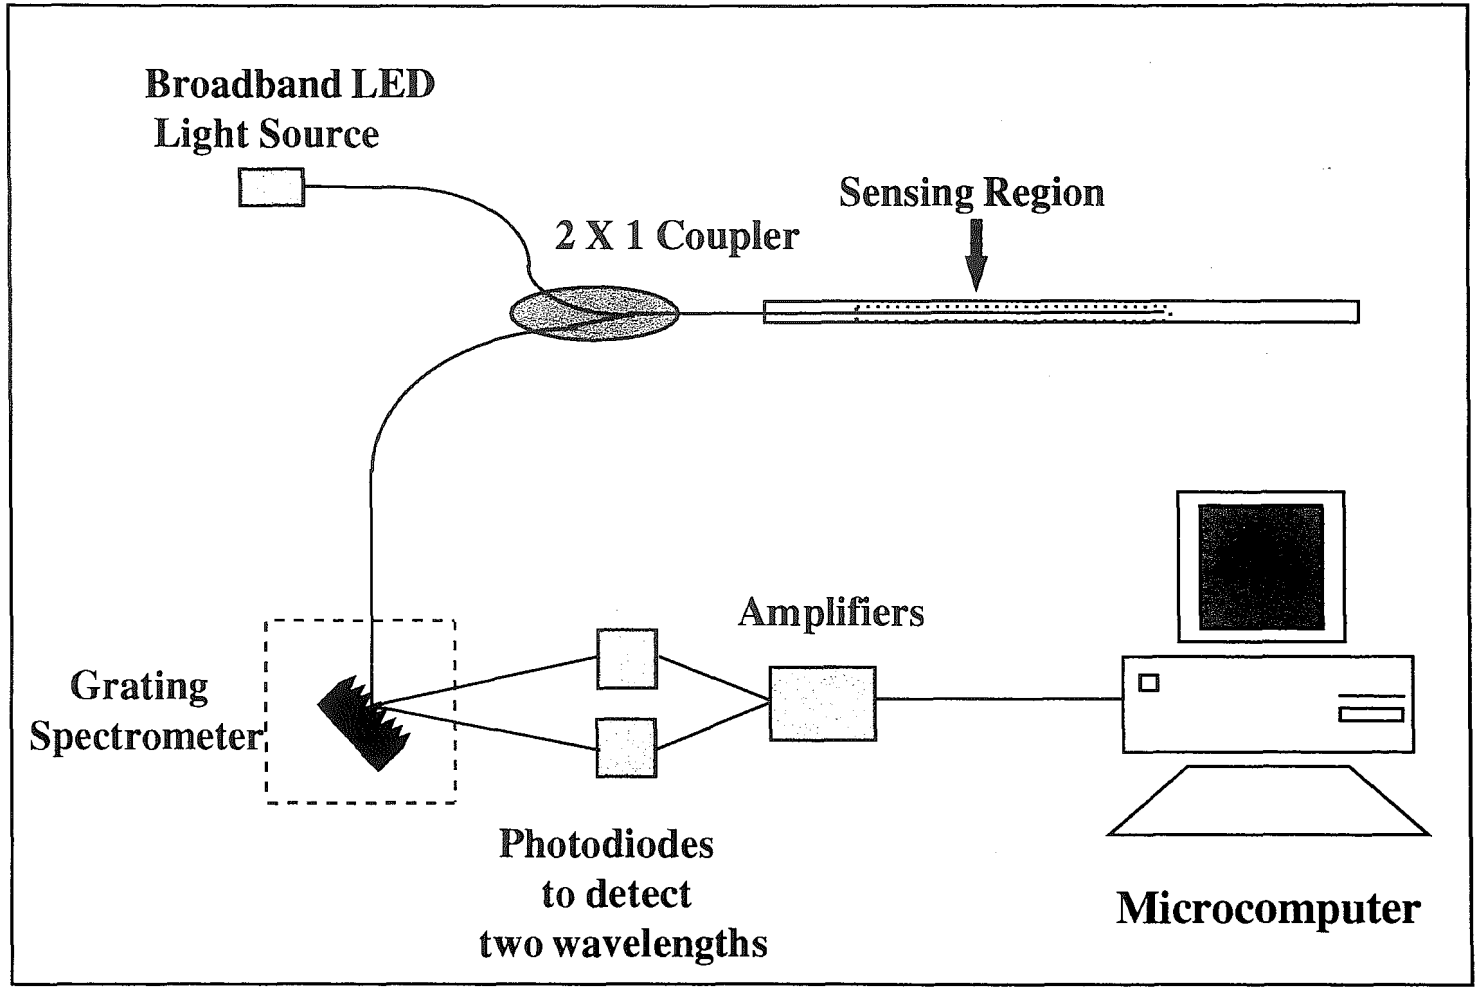 Broadband LED
Light Source
Sensing Region
2 X 1 Coupler
Amplifiers
Grating
Spectrometer
Photodiodes
to detect
two wavelengths
Microcomputer